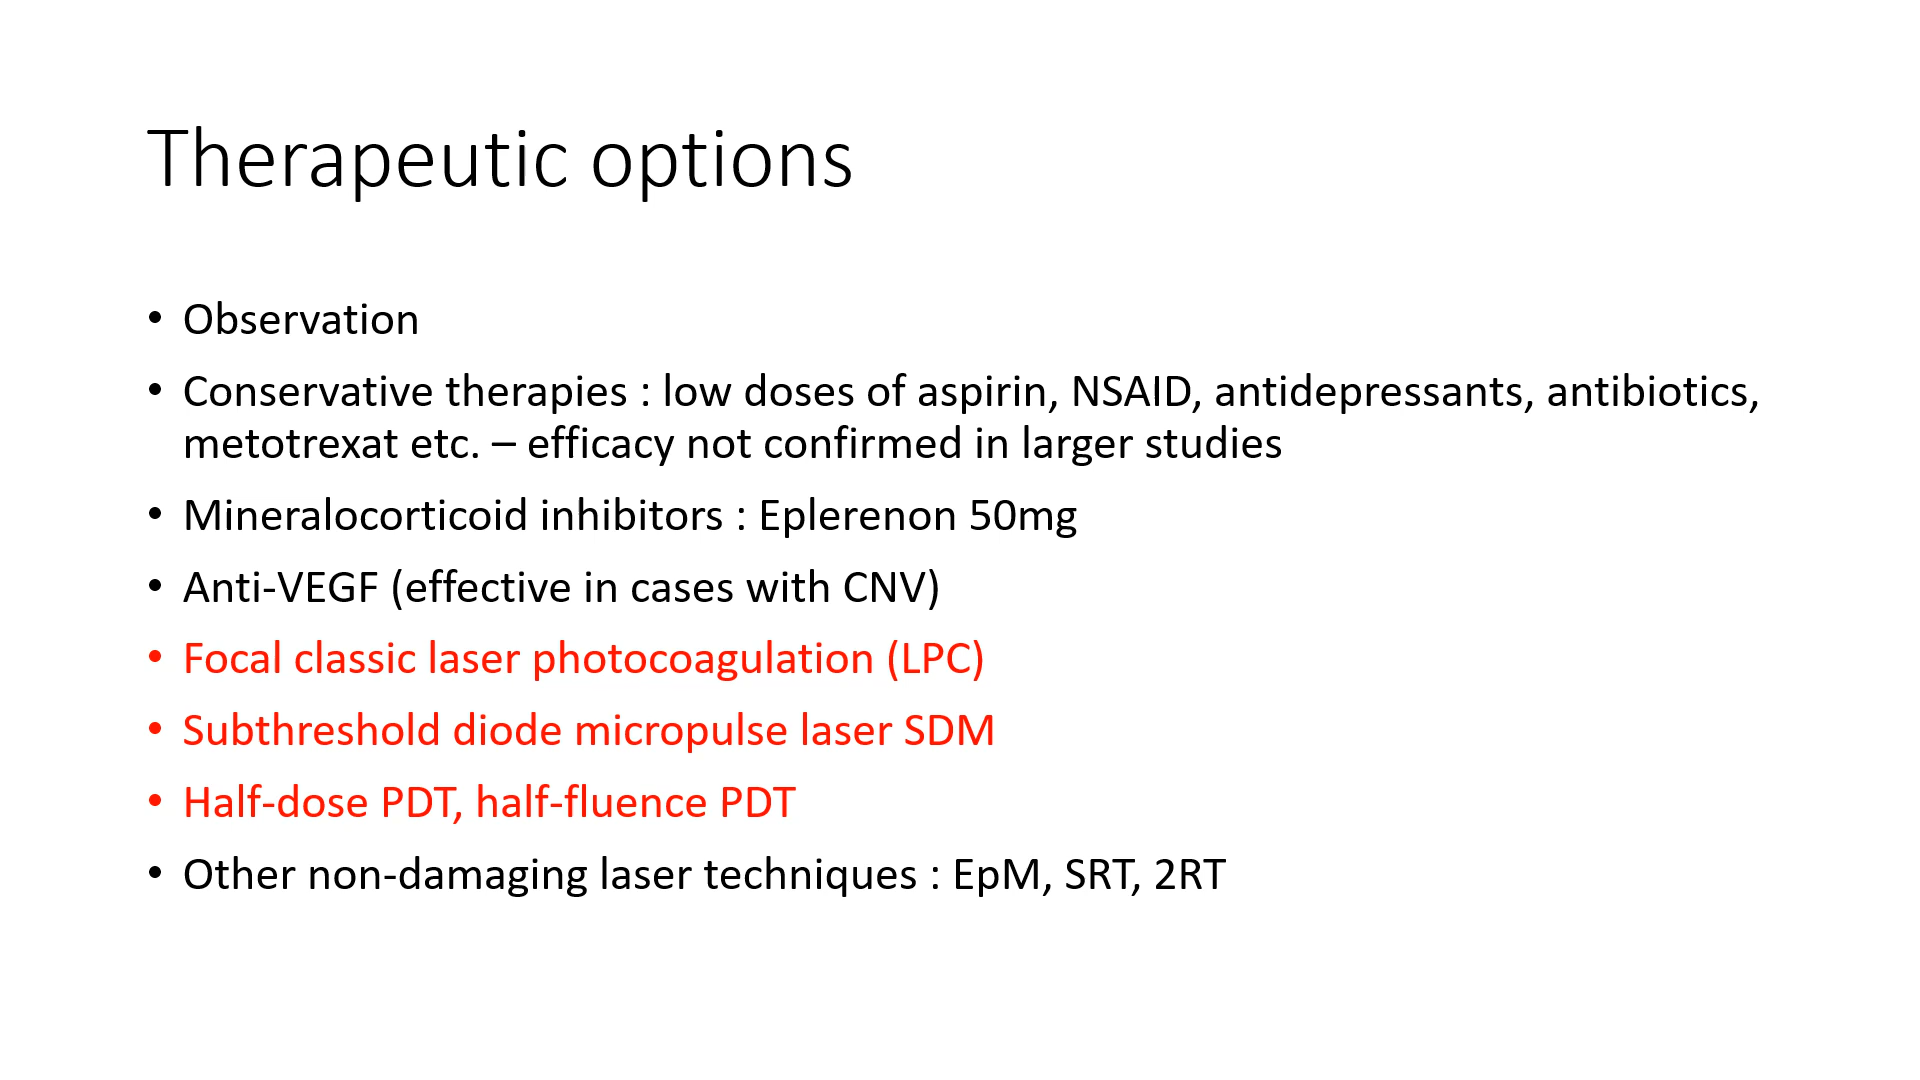 Therapeutic options
• Observation
• Conservative therapies : low doses of aspirin, NSAID, antidepressants, antibiotics,
metotrexat etc. – efficacy not confirmed in larger studies
• Mineralocorticoid inhibitors : Eplerenon 50mg
• Anti-VEGF (effective in cases with CNV)
• Focal classic laser photocoagulation (LPC)
• Subthreshold diode micropulse laser SDM
• Half-dose PDT, half-fluence PDT
• Other non-damaging laser techniques : EpM, SRT, 2RT